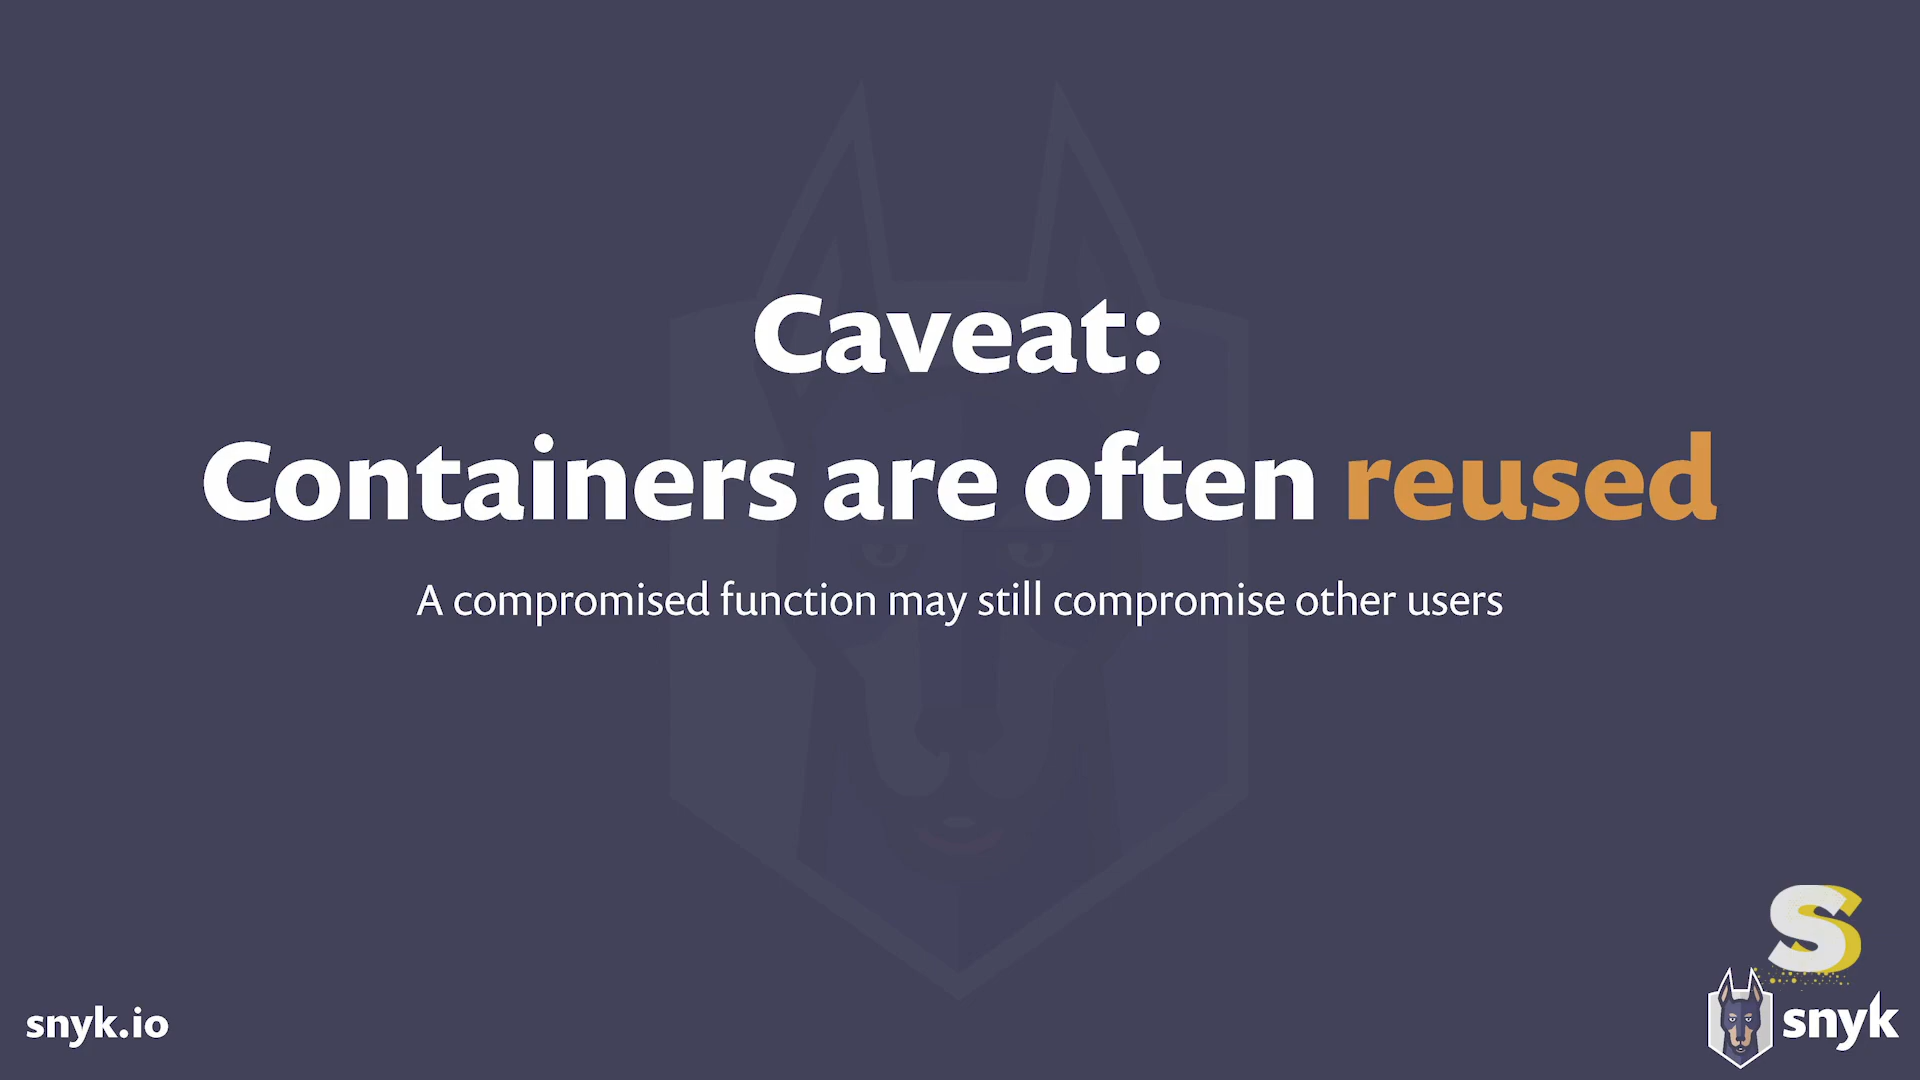 Caveat:
Containers are often reused
A compromised function may still compromise other users
S
snyk.io
snyk